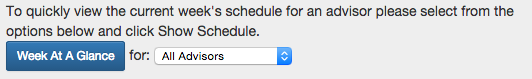 To quickly view the current week's schedule for an advisor please select from the
options below and click Show Schedule.
Week At A Glance for: All Advisors